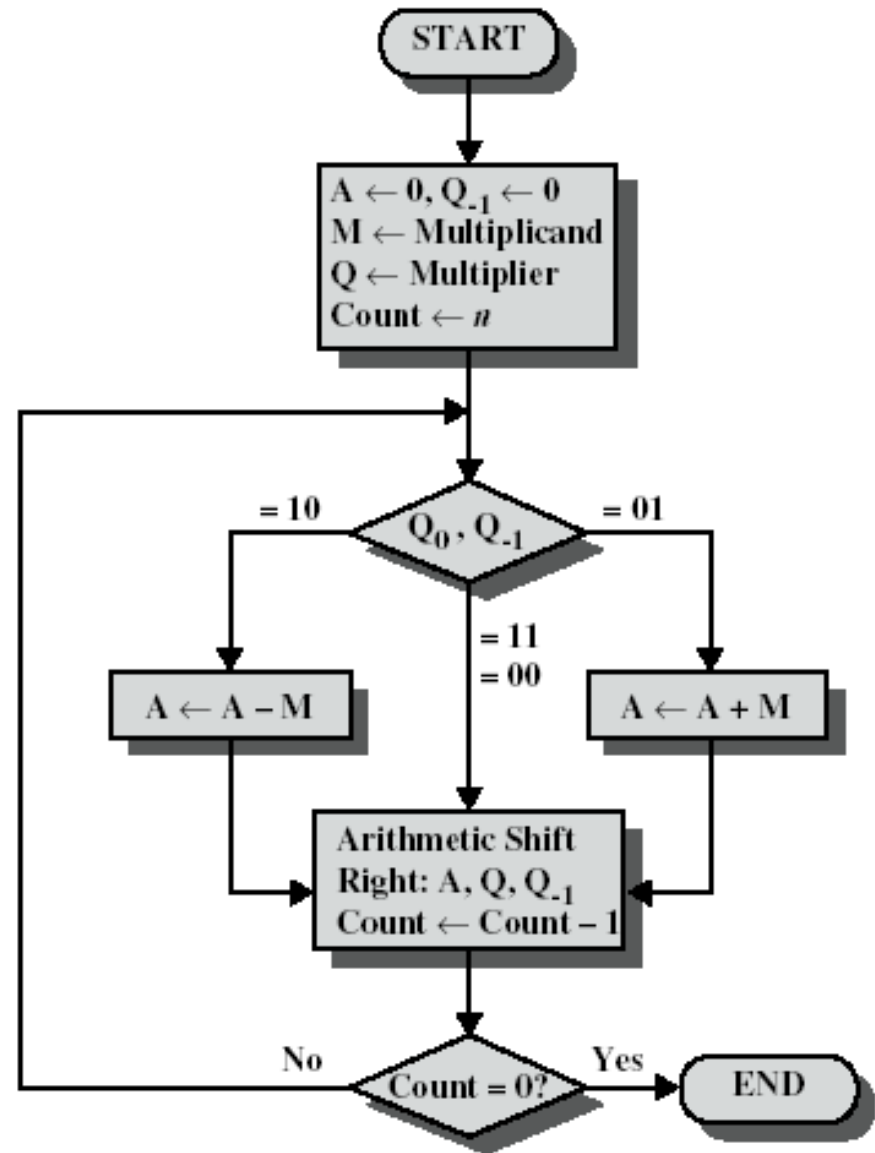 START
A ← 0, Q₋₁ ← 0
M ← Multiplicand
Q ← Multiplier
Count ← n
= 10
Q₀ , Q₋₁
= 01
= 11
= 00
A ← A – M
A ← A + M
Arithmetic Shift
Right: A, Q, Q₋₁
Count ← Count – 1
No
Count = 0?
Yes
END